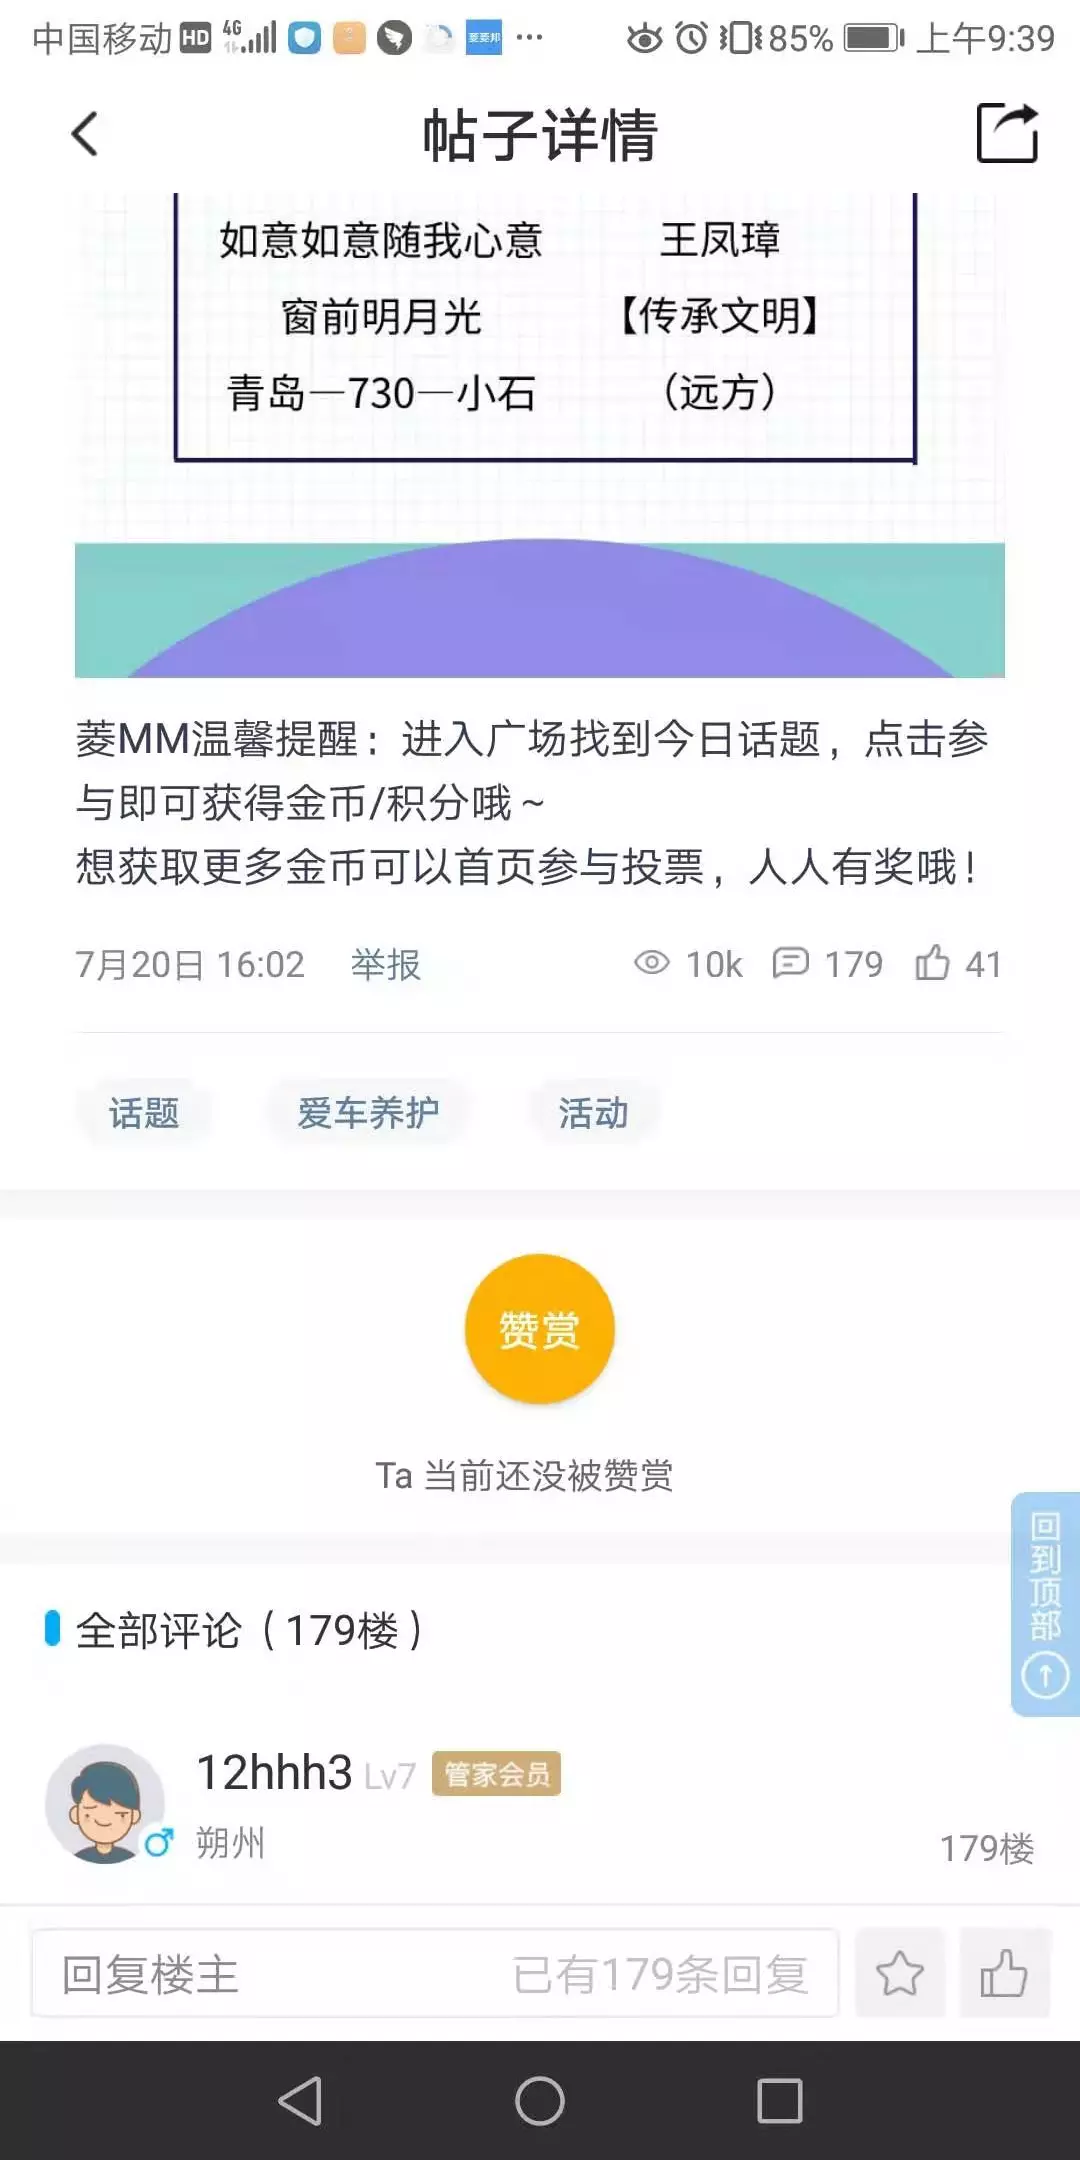 中国移动 HD 4G 菱菱邦 ··· 85% 上午9:39
帖子详情
如意如意随我心意 王凤璋
窗前明月光 【传承文明】
青岛—730—小石 （远方）
菱MM温馨提醒：进入广场找到今日话题，点击参
与即可获得金币/积分哦～
想获取更多金币可以首页参与投票，人人有奖哦！
7月20日 16:02 举报 10k 179 41
话题 爱车养护 活动
赞赏
Ta 当前还没被赞赏
回到顶部
全部评论（179楼）
12hhh3 Lv7 管家会员
朔州
179楼
回复楼主 已有179条回复